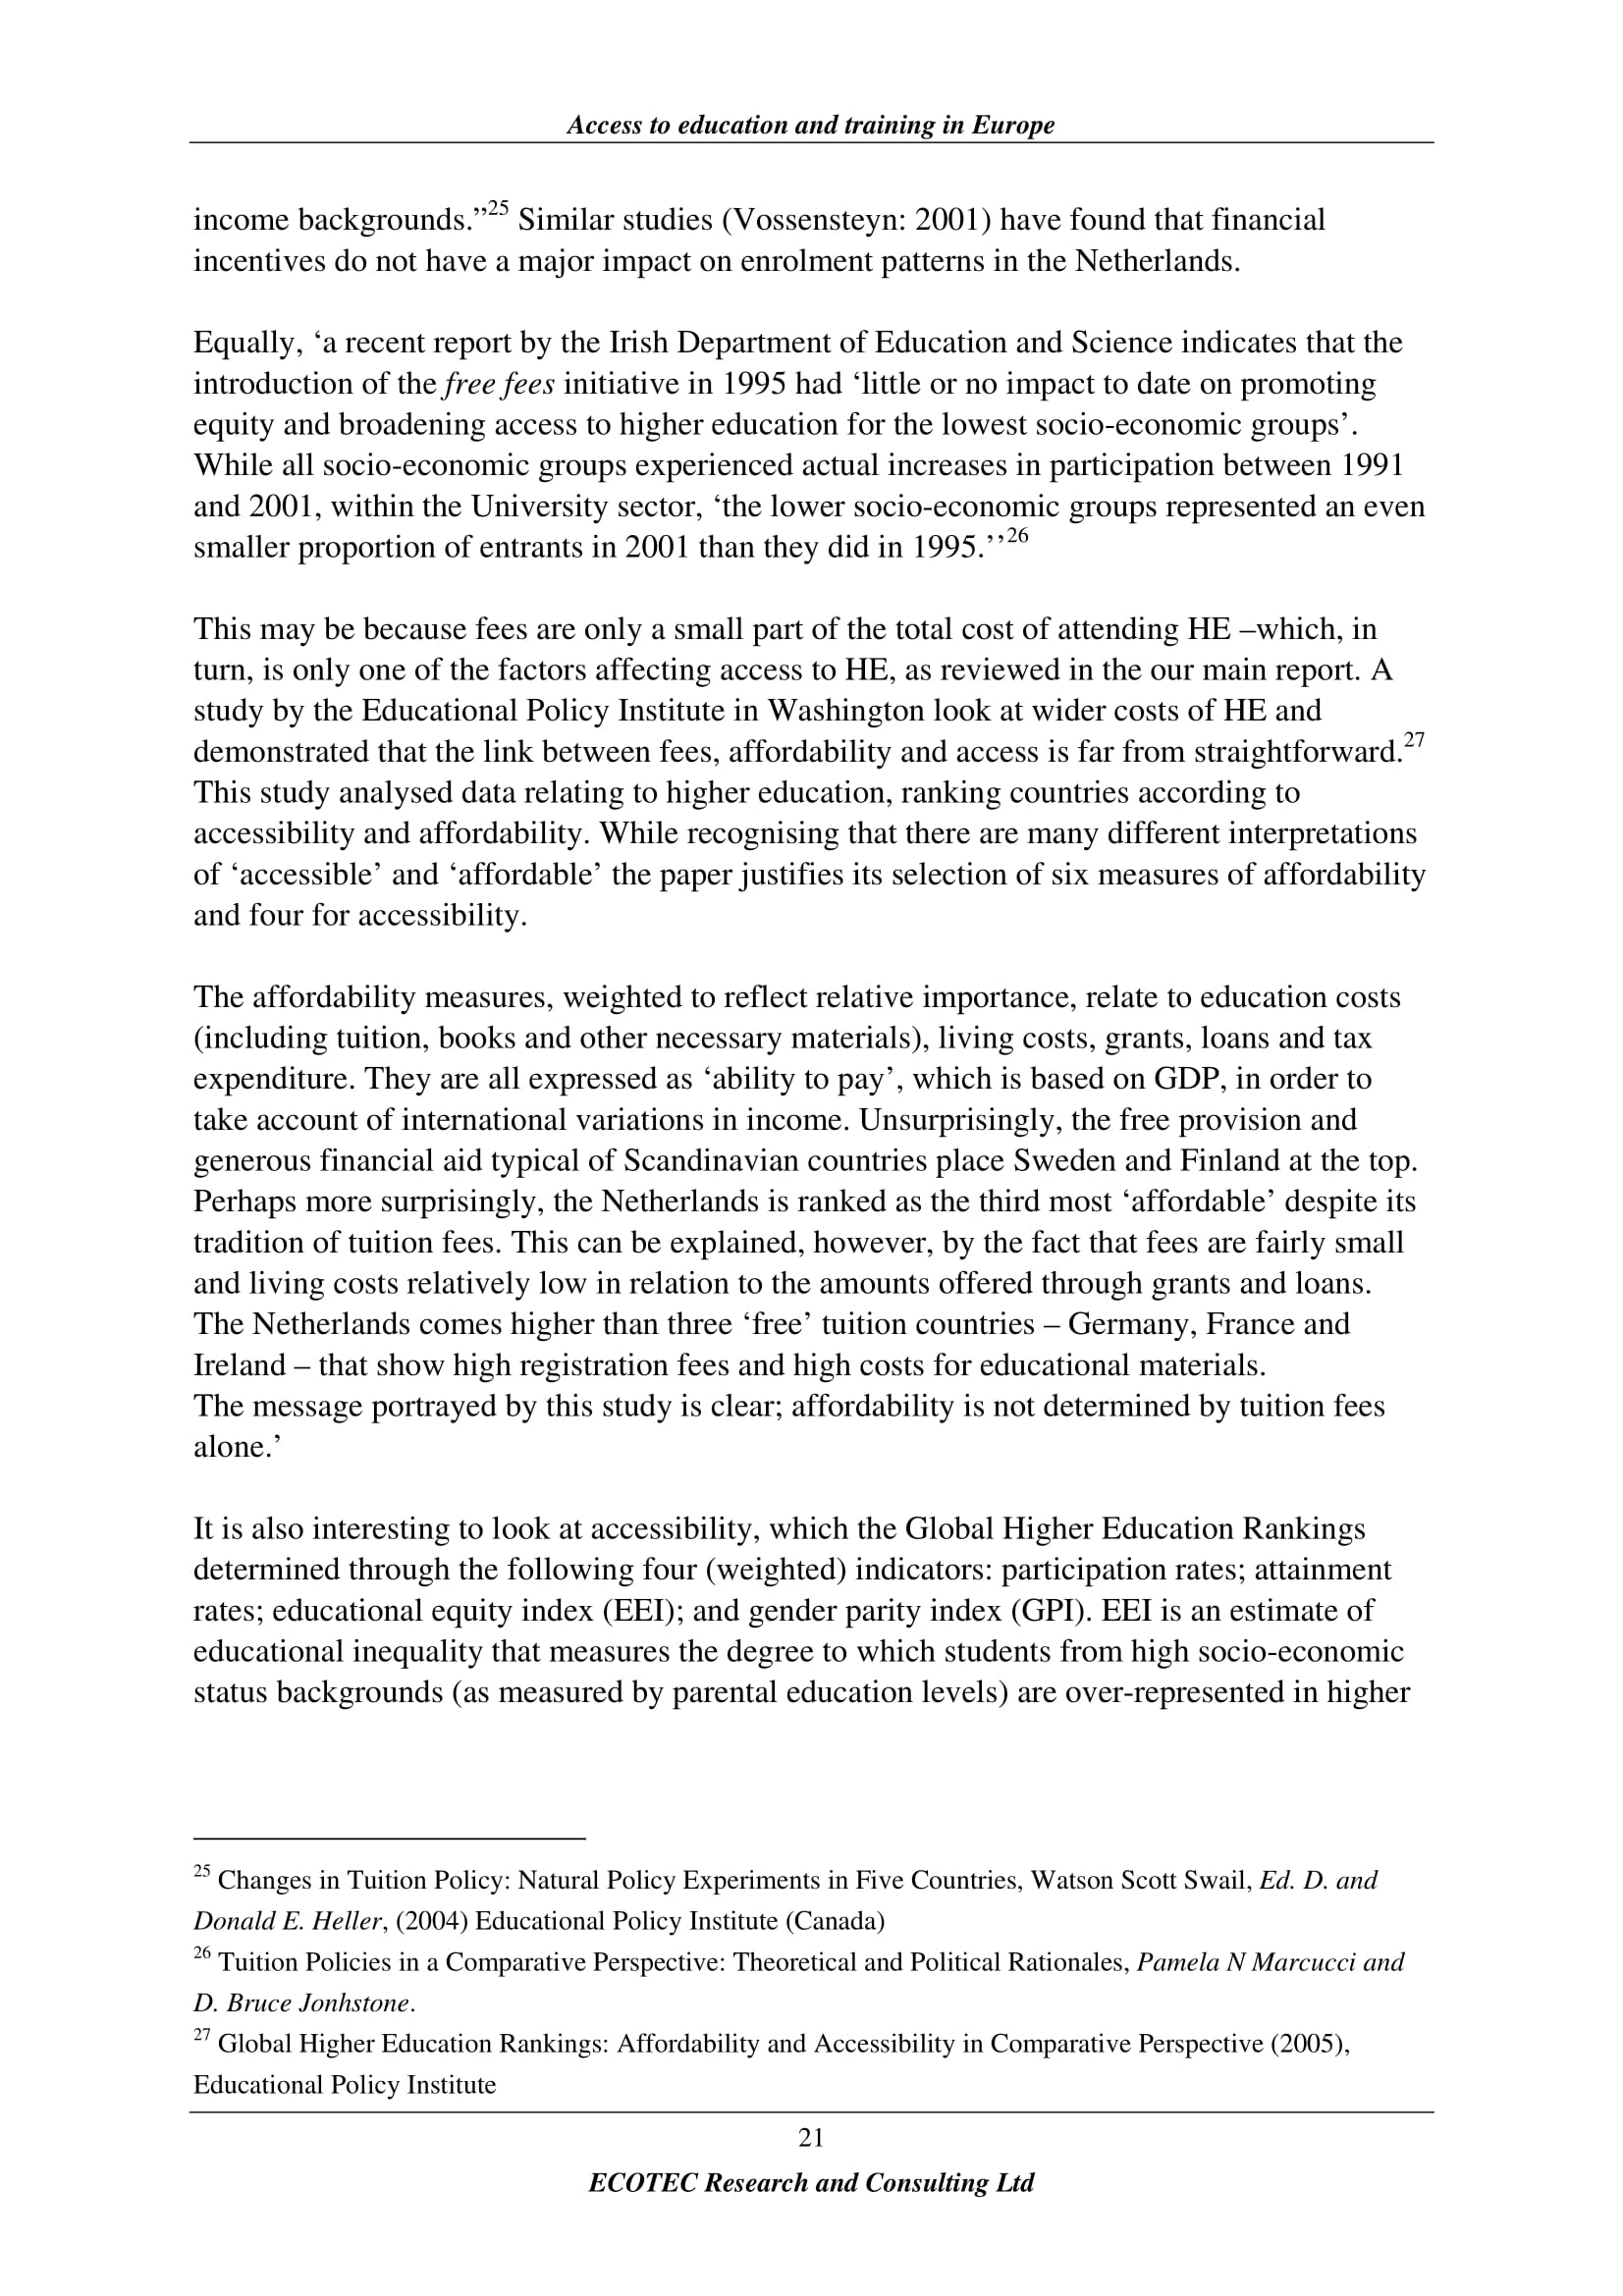 Access to education and training in Europe
income backgrounds.”25 Similar studies (Vossensteyn: 2001) have found that financial
incentives do not have a major impact on enrolment patterns in the Netherlands.
Equally, ‘a recent report by the Irish Department of Education and Science indicates that the
introduction of the free fees initiative in 1995 had ‘little or no impact to date on promoting
equity and broadening access to higher education for the lowest socio-economic groups’.
While all socio-economic groups experienced actual increases in participation between 1991
and 2001, within the University sector, ‘the lower socio-economic groups represented an even
smaller proportion of entrants in 2001 than they did in 1995.’’26
This may be because fees are only a small part of the total cost of attending HE –which, in
turn, is only one of the factors affecting access to HE, as reviewed in the our main report. A
study by the Educational Policy Institute in Washington look at wider costs of HE and
demonstrated that the link between fees, affordability and access is far from straightforward.27
This study analysed data relating to higher education, ranking countries according to
accessibility and affordability. While recognising that there are many different interpretations
of ‘accessible’ and ‘affordable’ the paper justifies its selection of six measures of affordability
and four for accessibility.
The affordability measures, weighted to reflect relative importance, relate to education costs
(including tuition, books and other necessary materials), living costs, grants, loans and tax
expenditure. They are all expressed as ‘ability to pay’, which is based on GDP, in order to
take account of international variations in income. Unsurprisingly, the free provision and
generous financial aid typical of Scandinavian countries place Sweden and Finland at the top.
Perhaps more surprisingly, the Netherlands is ranked as the third most ‘affordable’ despite its
tradition of tuition fees. This can be explained, however, by the fact that fees are fairly small
and living costs relatively low in relation to the amounts offered through grants and loans.
The Netherlands comes higher than three ‘free’ tuition countries – Germany, France and
Ireland – that show high registration fees and high costs for educational materials.
The message portrayed by this study is clear; affordability is not determined by tuition fees
alone.’
It is also interesting to look at accessibility, which the Global Higher Education Rankings
determined through the following four (weighted) indicators: participation rates; attainment
rates; educational equity index (EEI); and gender parity index (GPI). EEI is an estimate of
educational inequality that measures the degree to which students from high socio-economic
status backgrounds (as measured by parental education levels) are over-represented in higher
25 Changes in Tuition Policy: Natural Policy Experiments in Five Countries, Watson Scott Swail, Ed. D. and
Donald E. Heller, (2004) Educational Policy Institute (Canada)
26 Tuition Policies in a Comparative Perspective: Theoretical and Political Rationales, Pamela N Marcucci and
D. Bruce Jonhstone.
27 Global Higher Education Rankings: Affordability and Accessibility in Comparative Perspective (2005),
Educational Policy Institute
21
ECOTEC Research and Consulting Ltd